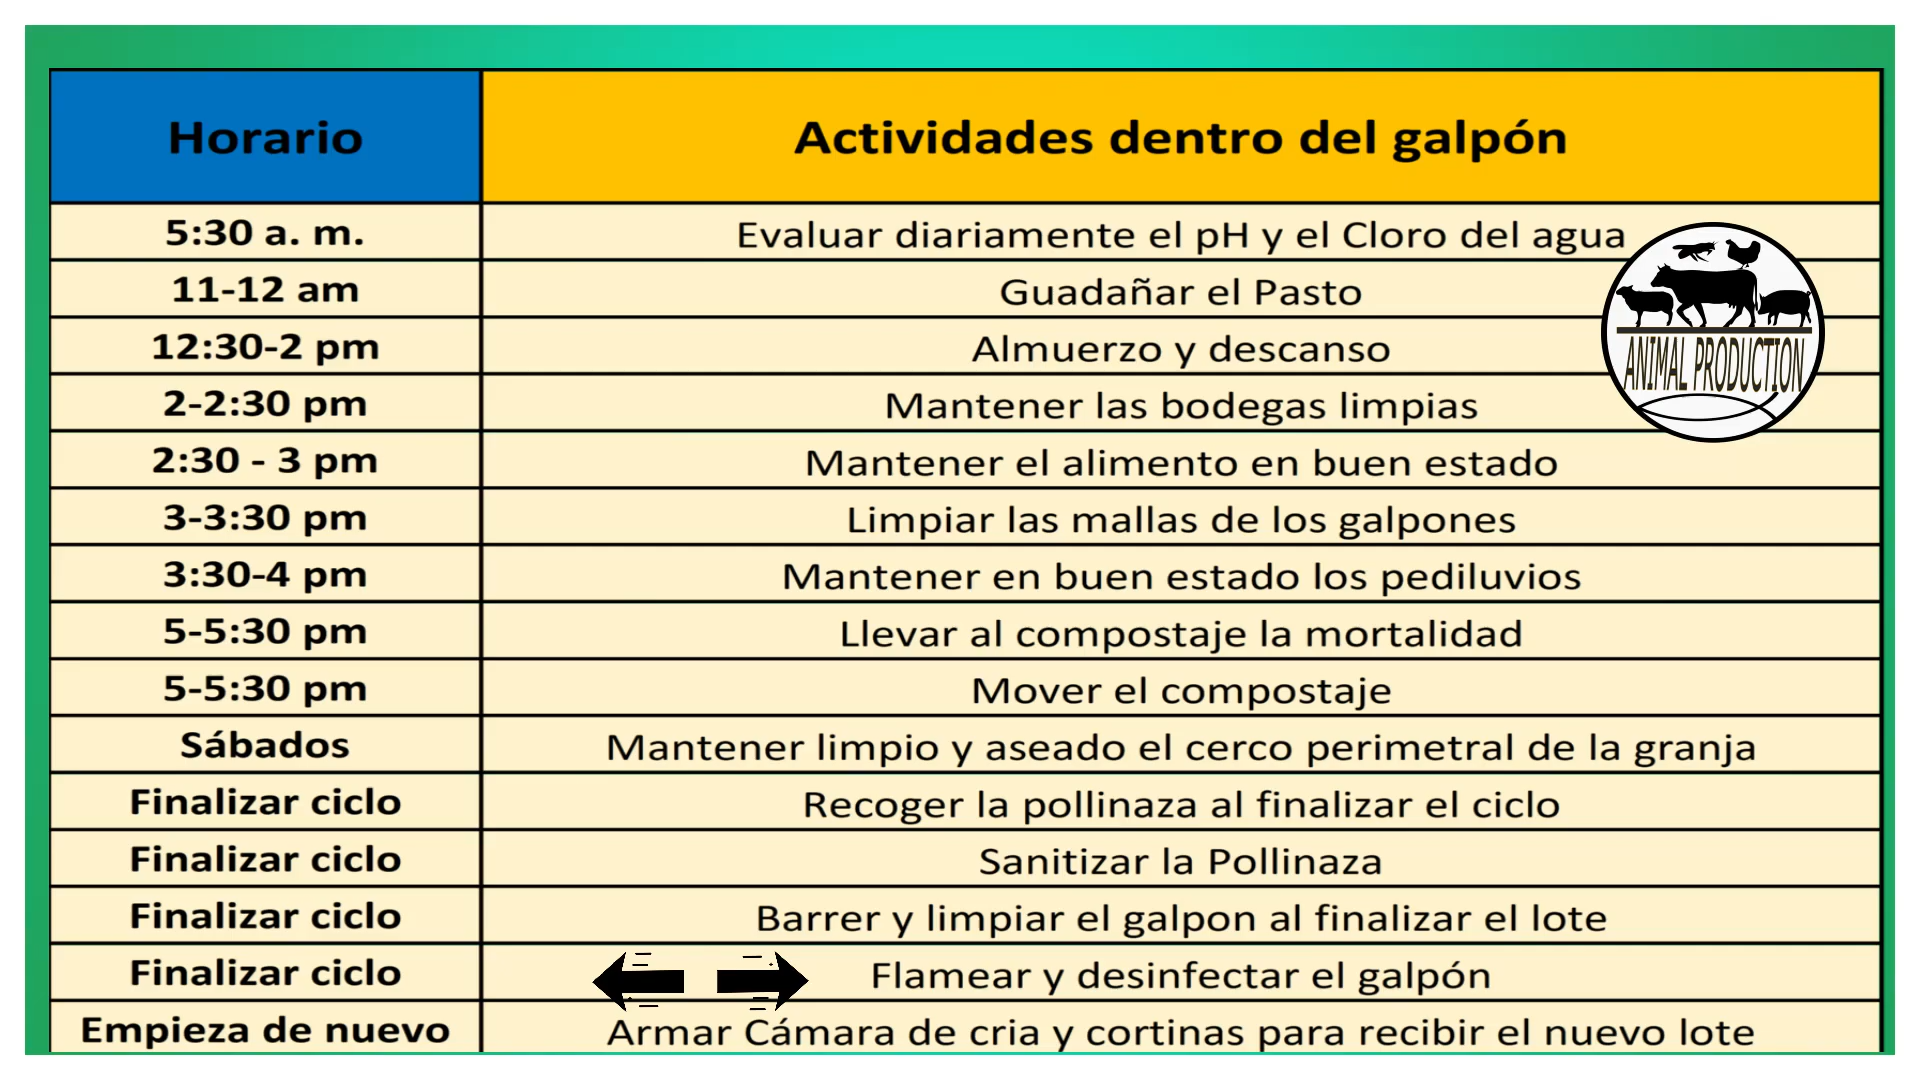 Horario Actividades dentro del galpón
5:30 a. m. Evaluar diariamente el pH y el Cloro del agua
11-12 am Guadañar el Pasto
12:30-2 pm Almuerzo y descanso
2-2:30 pm Mantener las bodegas limpias
2:30 - 3 pm Mantener el alimento en buen estado
3-3:30 pm Limpiar las mallas de los galpones
3:30-4 pm Mantener en buen estado los pediluvios
5-5:30 pm Llevar al compostaje la mortalidad
5-5:30 pm Mover el compostaje
Sábados Mantener limpio y aseado el cerco perimetral de la granja
Finalizar ciclo Recoger la pollinaza al finalizar el ciclo
Finalizar ciclo Sanitizar la Pollinaza
Finalizar ciclo Barrer y limpiar el galpon al finalizar el lote
Finalizar ciclo Flamear y desinfectar el galpón
Empieza de nuevo Armar Cámara de cria y cortinas para recibir el nuevo lote
ANIMAL PRODUCTION